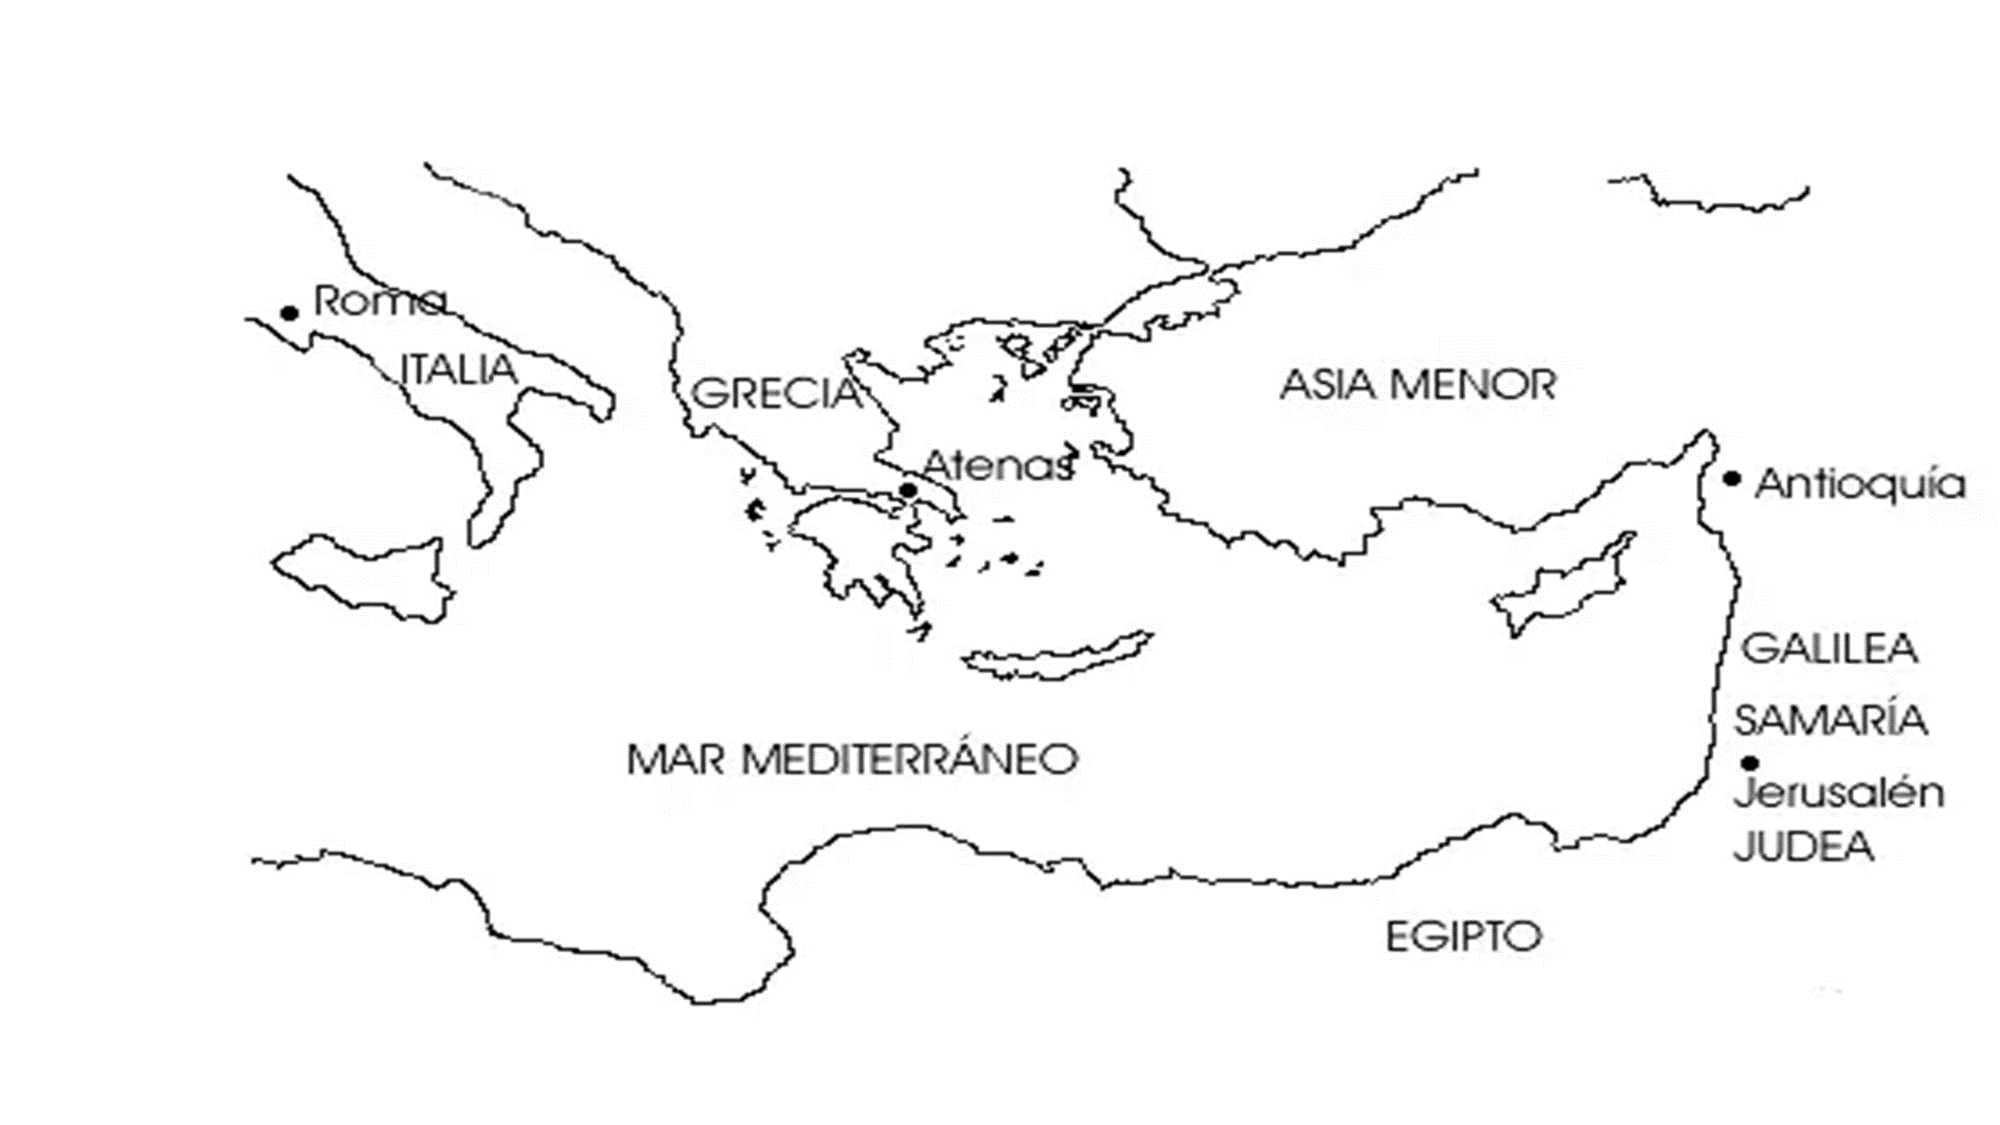 Roma
ITALIA
GRECIA
ASIA MENOR
Atenas
Antioquía
GALILEA
SAMARÍA
MAR MEDITERRÁNEO
Jerusalén
JUDEA
EGIPTO